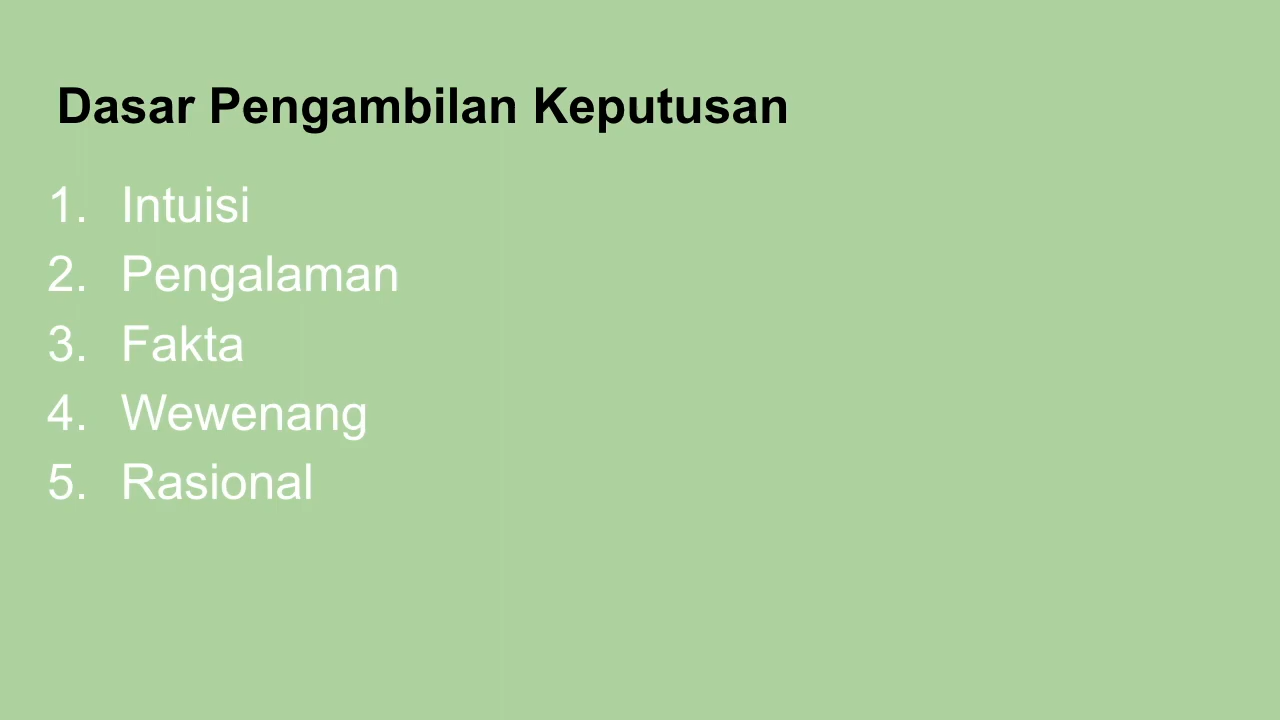 Dasar Pengambilan Keputusan
1. Intuisi
2. Pengalaman
3. Fakta
4. Wewenang
5. Rasional